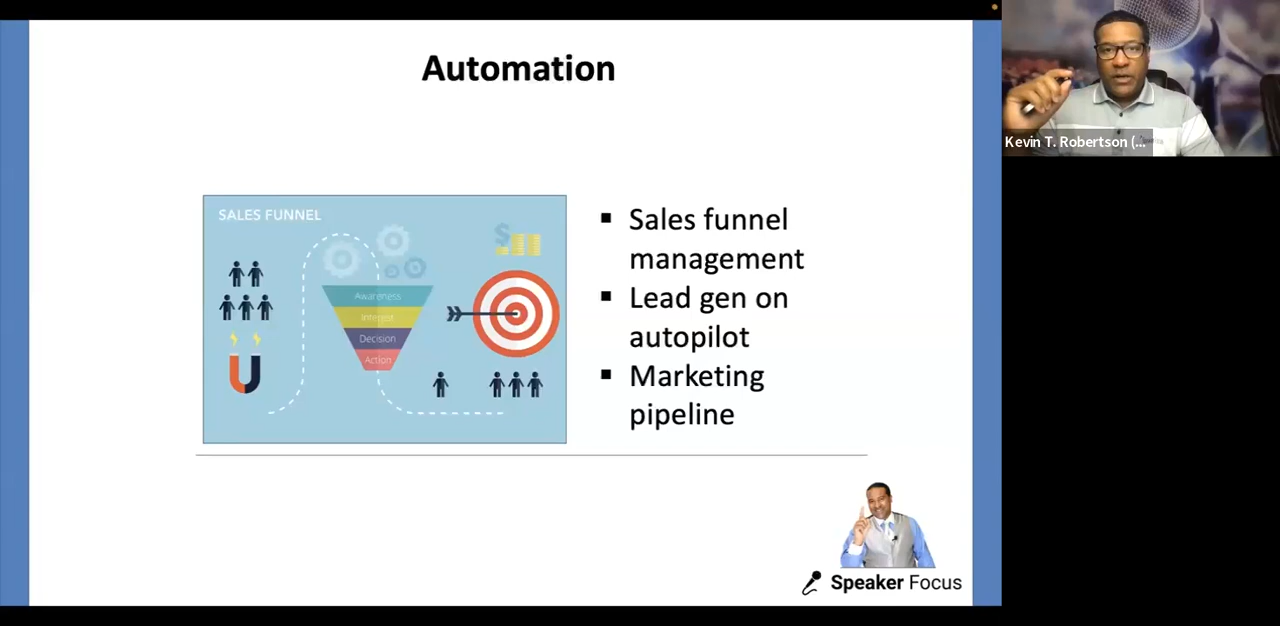 Automation
SALES FUNNEL
Awareness
Interest
Decision
Action
$
▪ Sales funnel
management
▪ Lead gen on
autopilot
▪ Marketing
pipeline
Speaker Focus
Kevin T. Robertson (...